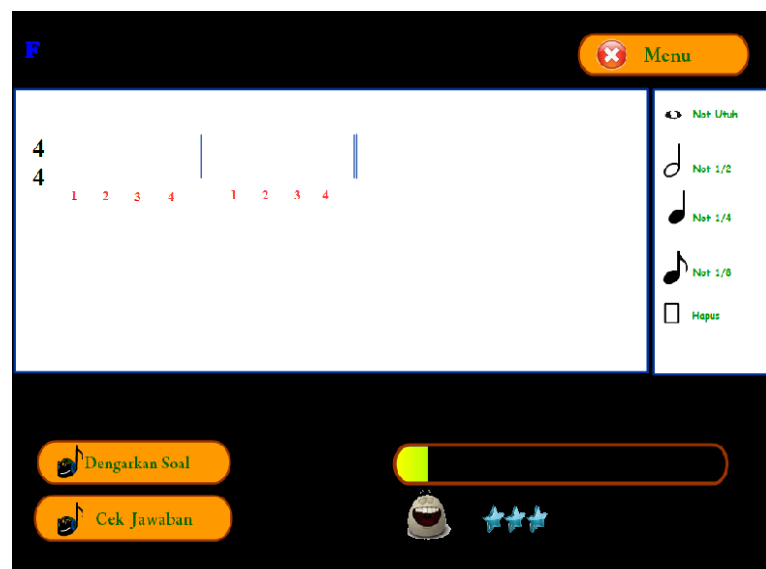 F
Menu
4
4
1 2 3 4 1 2 3 4
Not Utuh
Not 1/2
Not 1/4
Not 1/8
Hapus
Dengarkan Soal
Cek Jawaban